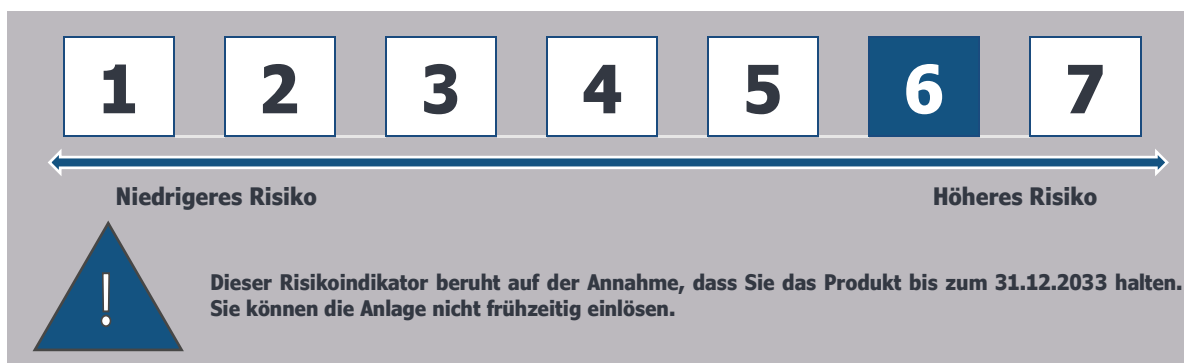 1 2 3 4 5 6 7
Niedrigeres Risiko Höheres Risiko
!
Dieser Risikoindikator beruht auf der Annahme, dass Sie das Produkt bis zum 31.12.2033 halten.
Sie können die Anlage nicht frühzeitig einlösen.